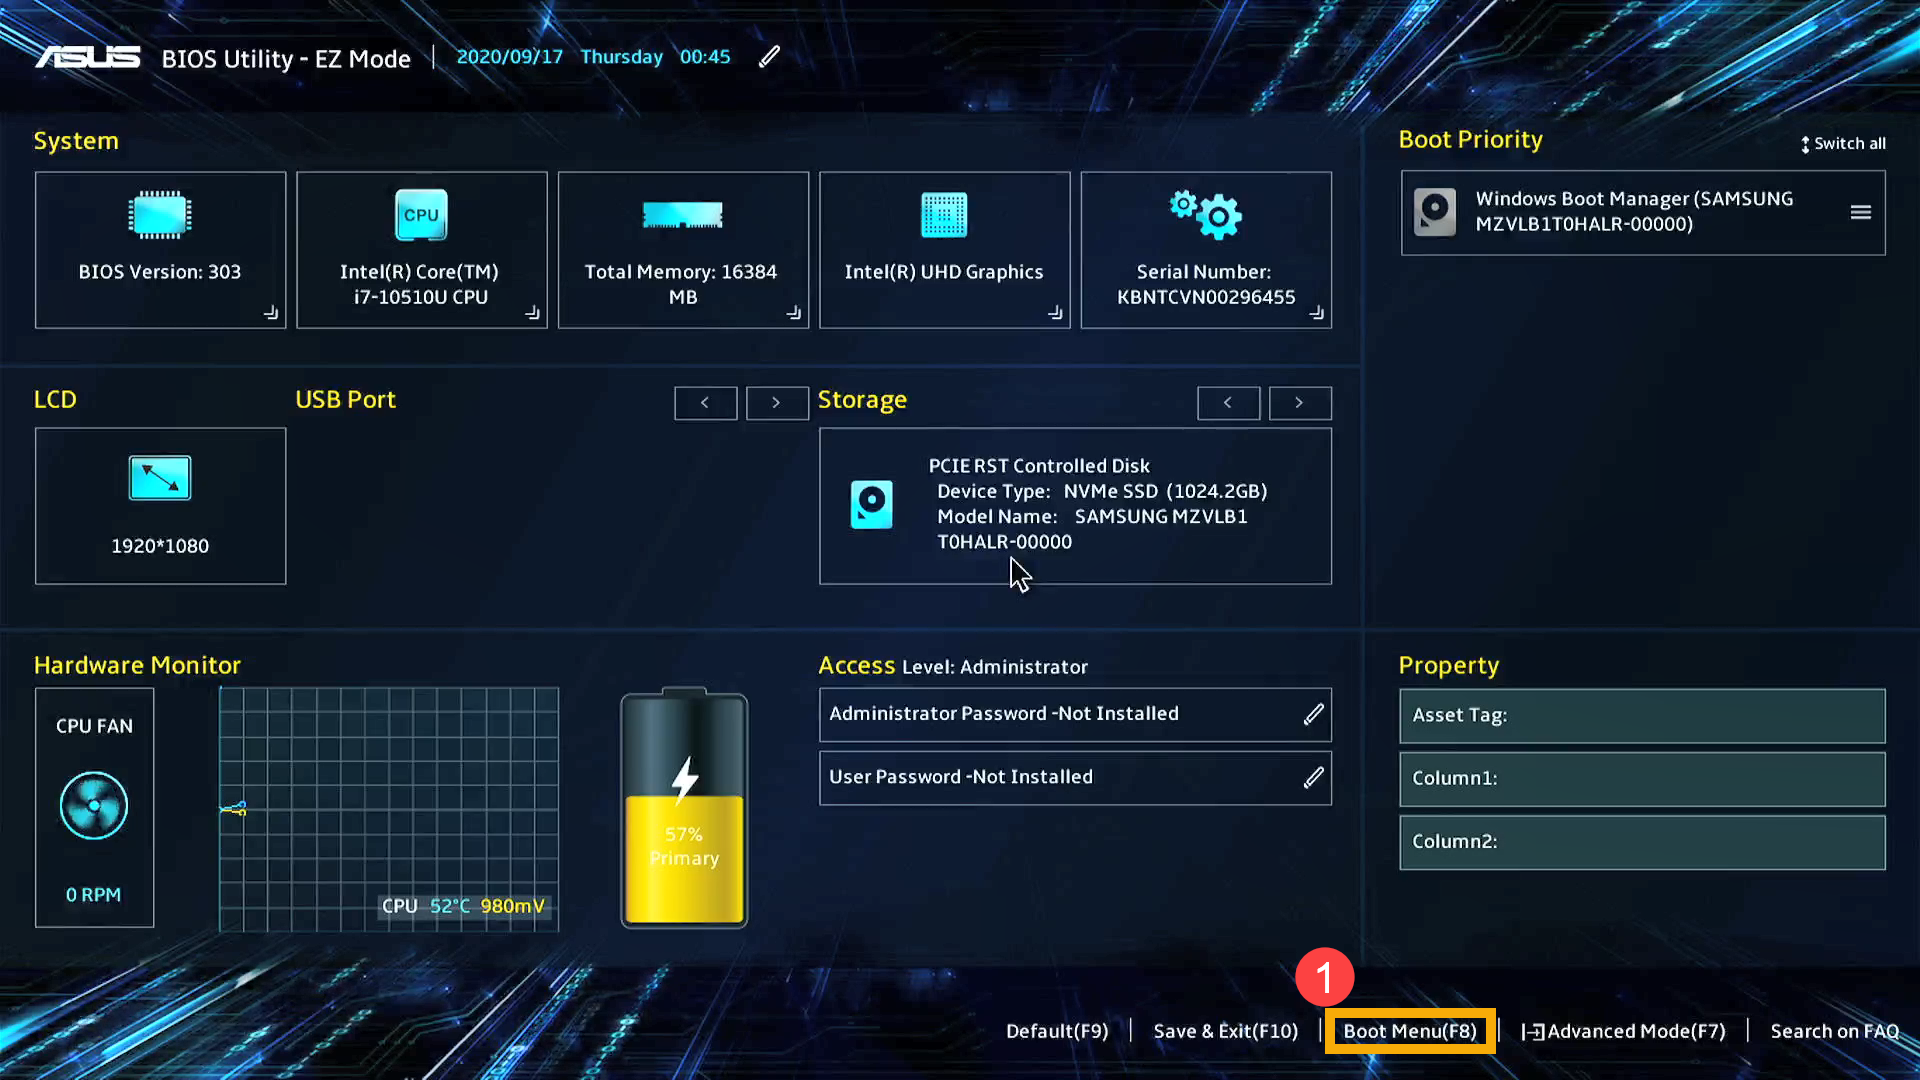 ASUS BIOS Utility - EZ Mode 2020/09/17 Thursday 00:45
System
BIOS Version: 303
CPU
Intel(R) Core(TM)
i7-10510U CPU
Total Memory: 16384
MB
Intel(R) UHD Graphics
Serial Number:
KBNTCVN00296455
Boot Priority
Switch all
Windows Boot Manager (SAMSUNG
MZVLB1T0HALR-00000)
LCD
1920*1080
USB Port
< >
Storage
< >
PCIE RST Controlled Disk
Device Type: NVMe SSD (1024.2GB)
Model Name: SAMSUNG MZVLB1
T0HALR-00000
Hardware Monitor
CPU FAN
0 RPM
CPU 52°C 980mV
57%
Primary
Access Level: Administrator
Administrator Password -Not Installed
User Password -Not Installed
Property
Asset Tag:
Column1:
Column2:
1
Default(F9) | Save & Exit(F10) | Boot Menu(F8) | Advanced Mode(F7) | Search on FAQ